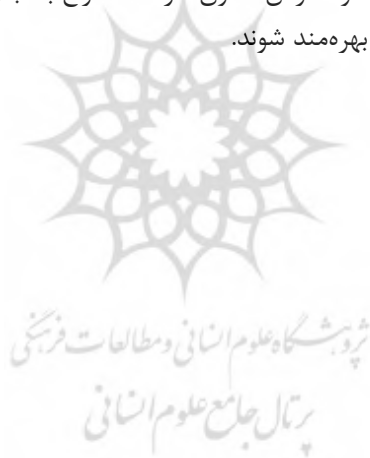 بهره‌مند شوند.
پژوهشگاه علوم انسانی و مطالعات فرهنگی
پرتال جامع علوم انسانی